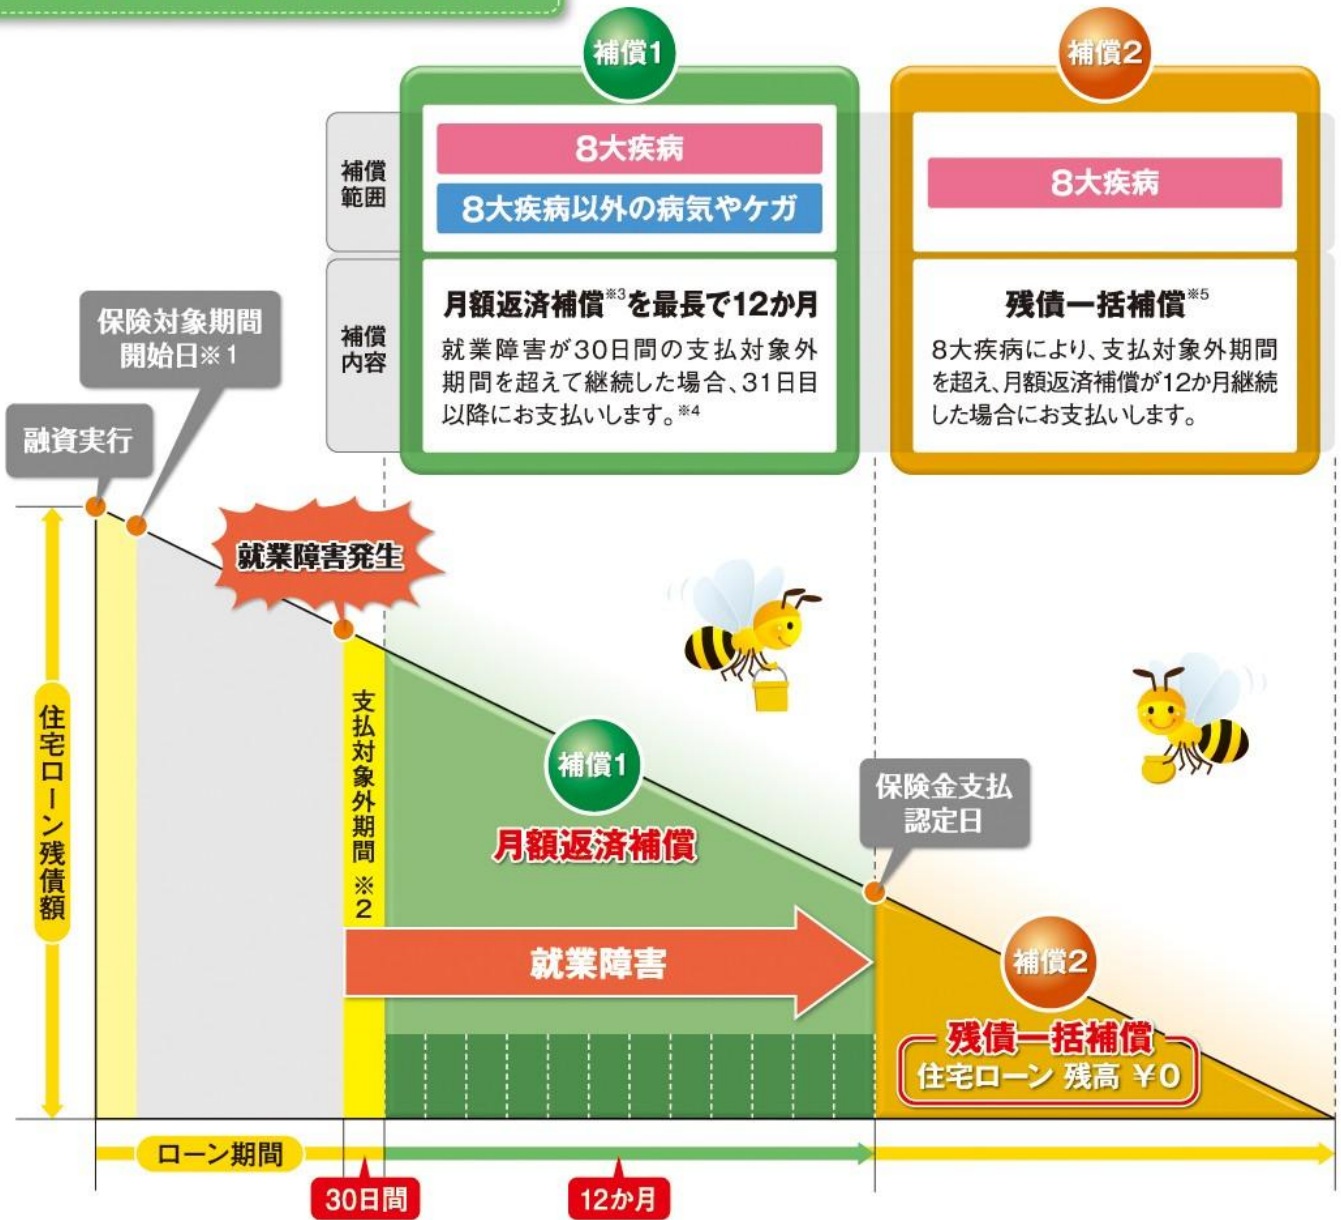 補償1
補償2
補償
範囲
8大疾病
8大疾病以外の病気やケガ
8大疾病
補償
内容
月額返済補償※3を最長で12か月
就業障害が30日間の支払対象外
期間を超えて継続した場合、31日目
以降にお支払いします。※4
残債一括補償※5
8大疾病により、支払対象外期間
を超え、月額返済補償が12か月継続
した場合にお支払いします。
保険対象期間
開始日※1
融資実行
就業障害発生
住宅ローン残債額
支払対象外期間※2
補償1
月額返済補償
保険金支払
認定日
就業障害
補償2
残債一括補償
住宅ローン 残高 ¥0
ローン期間
30日間
12か月